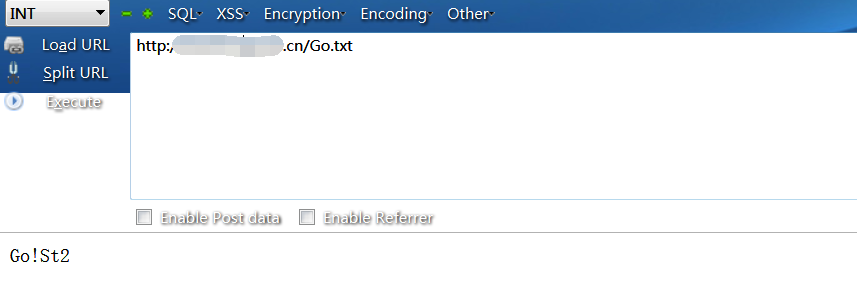 INT SQL XSS Encryption Encoding Other
Load URL http:/ .cn/Go.txt
Split URL
Execute
Enable Post data Enable Referrer
Go!St2